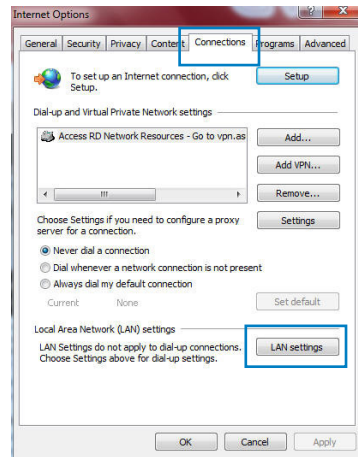 Internet Options
General Security Privacy Content Connections Programs Advanced
To set up an Internet connection, click
Setup.
Setup
Dial-up and Virtual Private Network settings
Access RD Network Resources - Go to vpn.as
Add...
Add VPN...
Remove...
Choose Settings if you need to configure a proxy
server for a connection.
Settings
Never dial a connection
Dial whenever a network connection is not present
Always dial my default connection
Current None
Set default
Local Area Network (LAN) settings
LAN Settings do not apply to dial-up connections.
Choose Settings above for dial-up settings.
LAN settings
OK Cancel Apply